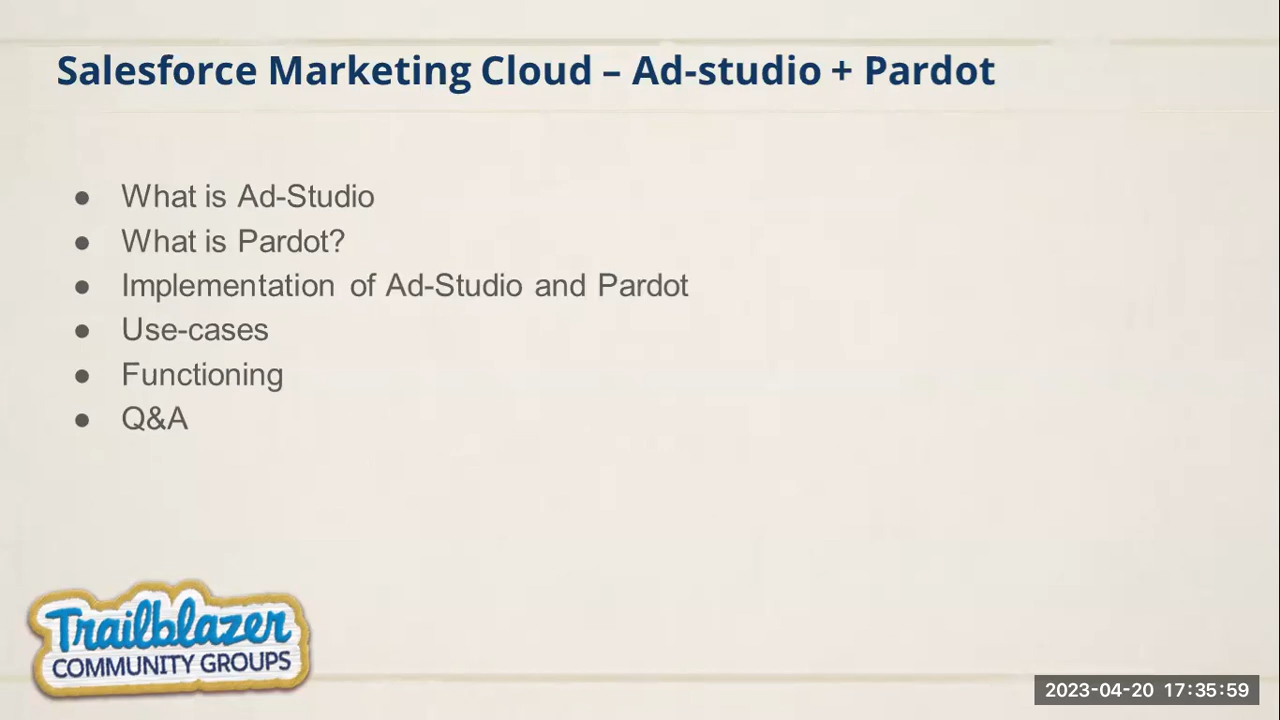 Salesforce Marketing Cloud – Ad-studio + Pardot
● What is Ad-Studio
● What is Pardot?
● Implementation of Ad-Studio and Pardot
● Use-cases
● Functioning
● Q&A
Trailblazer
COMMUNITY GROUPS
2023-04-20 17:35:59